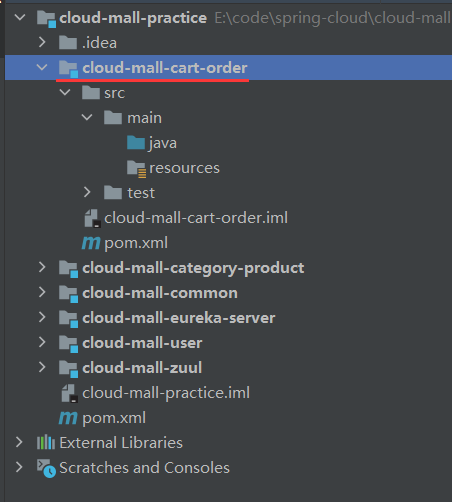 cloud-mall-practice E:\code\spring-cloud\cloud-mall
.idea
cloud-mall-cart-order
src
main
java
resources
test
cloud-mall-cart-order.iml
pom.xml
cloud-mall-category-product
cloud-mall-common
cloud-mall-eureka-server
cloud-mall-user
cloud-mall-zuul
cloud-mall-practice.iml
pom.xml
External Libraries
Scratches and Consoles